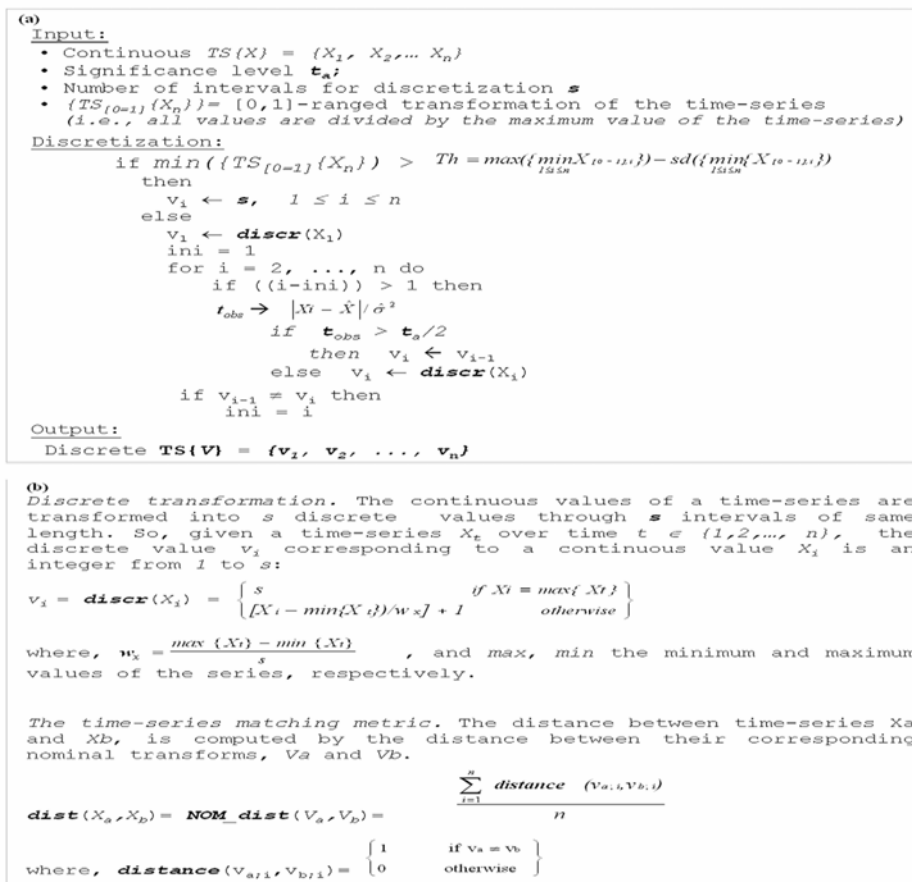 (a)
Input:
• Continuous TS{X} = {X₁, X₂,… Xₙ}
• Significance level tₐ;
• Number of intervals for discretization s
• {TS[0=1]{Xₙ}}= [0,1]-ranged transformation of the time-series
(i.e., all values are divided by the maximum value of the time-series)
Discretization:
if min({TS[0=1]{Xₙ}) > Th = max({min X[0-1],i}) − sd({min{X[0-1],i})
1≤i≤n 1≤i≤n
then
vᵢ ← s, 1 ≤ i ≤ n
else
v₁ ← discr(X₁)
ini = 1
for i = 2, ..., n do
if ((i-ini)) > 1 then
t_obs → |Xi − X̂|/ σ̂²
if t_obs > tₐ/2
then vᵢ ← vᵢ₋₁
else vᵢ ← discr(Xᵢ)
if vᵢ₋₁ ≠ vᵢ then
ini = i
Output:
Discrete TS{V} = {v₁, v₂, ..., vₙ}
(b)
Discrete transformation. The continuous values of a time-series are
transformed into s discrete values through s intervals of same
length. So, given a time-series Xₜ over time t ∈ {1,2,…, n}, the
discrete value vᵢ corresponding to a continuous value Xᵢ is an
integer from 1 to s:
vᵢ = discr(Xᵢ) = { s if Xi = max{ Xt }
[Xi − min{Xt})/wx] + 1 otherwise }
where, wx = (max {Xt} − min {Xt})/s , and max, min the minimum and maximum
values of the series, respectively.
The time-series matching metric. The distance between time-series Xa
and Xb, is computed by the distance between their corresponding
nominal transforms, Va and Vb.
dist(Xₐ,X_b)= NOM_dist(Vₐ,V_b)= ∑ⁿᵢ₌₁ distance (va;i,vb;i) / n
where, distance(va;i,vb;i)= { 1 if va = vb
0 otherwise }